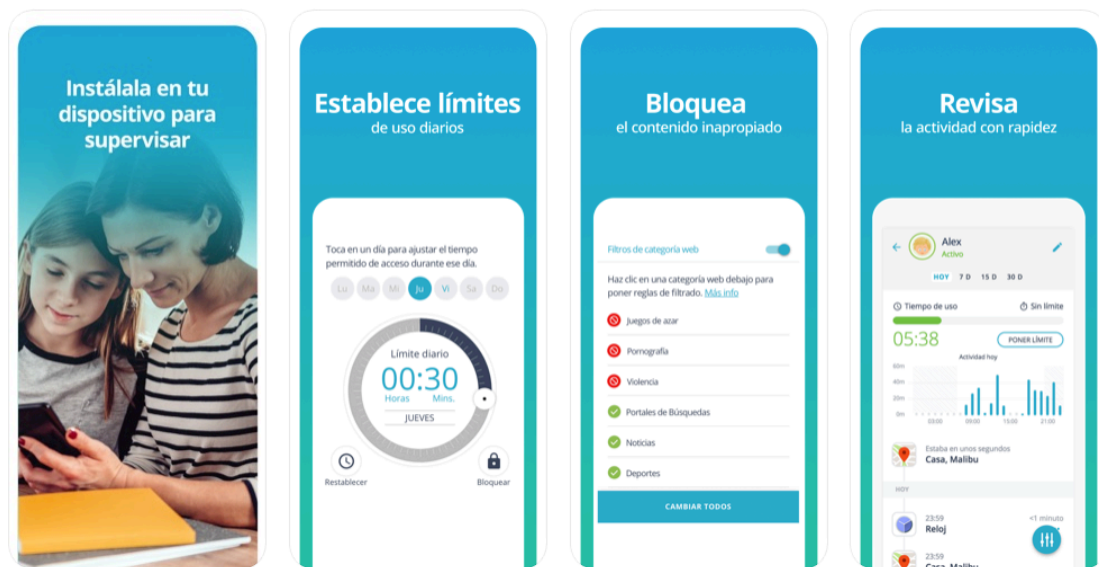 Instálala en tu
dispositivo para
supervisar
Establece límites
de uso diarios
Toca en un día para ajustar el tiempo
permitido de acceso durante ese día.
Lu Ma Mi Ju Vi Sa Do
Límite diario
00:30
Horas Mins.
JUEVES
Restablecer
Bloquear
Bloquea
el contenido inapropiado
Filtros de categoría web
Haz clic en una categoría web debajo para
poner reglas de filtrado. Más info
Juegos de azar
Pornografía
Violencia
Portales de Búsquedas
Noticias
Deportes
CAMBIAR TODOS
Revisa
la actividad con rapidez
Alex
Activo
HOY 7 D 15 D 30 D
Tiempo de uso Sin límite
05:38 PONER LÍMITE
Actividad hoy
60m
40m
20m
0m
03:00 09:00 15:00 21:00
Estaba en unos segundos
Casa, Malibu
HOY
23:59 <1 minuto
Reloj
23:59
Casa, Malibu